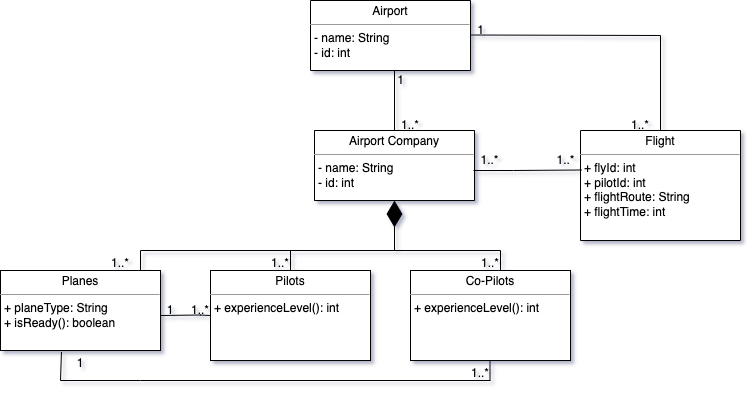 Airport
- name: String
- id: int
1
1
1..*
1..*
Airport Company
- name: String
- id: int
1..*
1..*
Flight
+ flyId: int
+ pilotId: int
+ flightRoute: String
+ flightTime: int
1..*
1..*
1..*
Planes
+ planeType: String
+ isReady(): boolean
1
1..*
Pilots
+ experienceLevel(): int
Co-Pilots
+ experienceLevel(): int
1
1..*